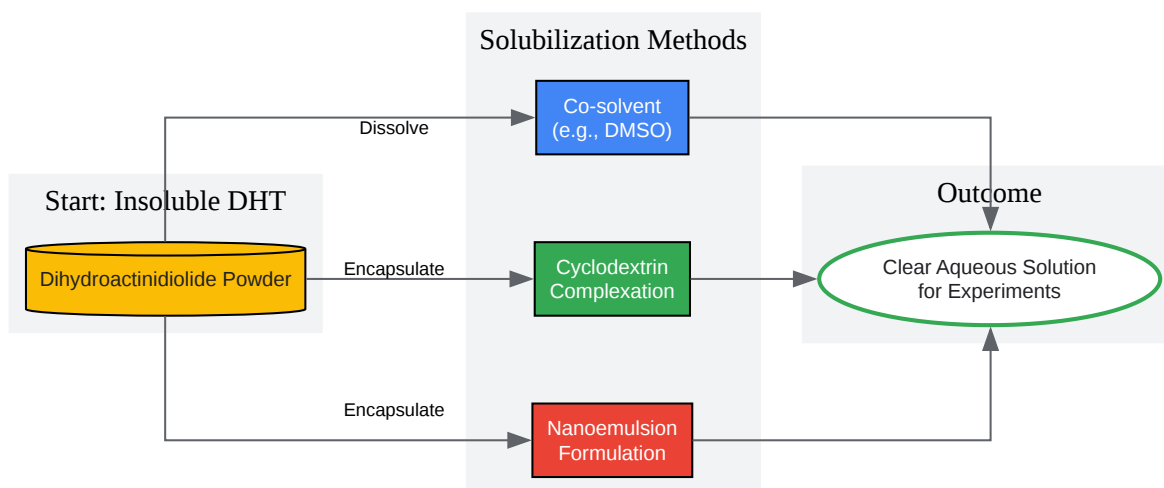 Solubilization Methods
Co-solvent
(e.g., DMSO)
Dissolve
Start: Insoluble DHT
Dihydroactinidiolide Powder
Encapsulate
Cyclodextrin
Complexation
Outcome
Clear Aqueous Solution
for Experiments
Encapsulate
Nanoemulsion
Formulation